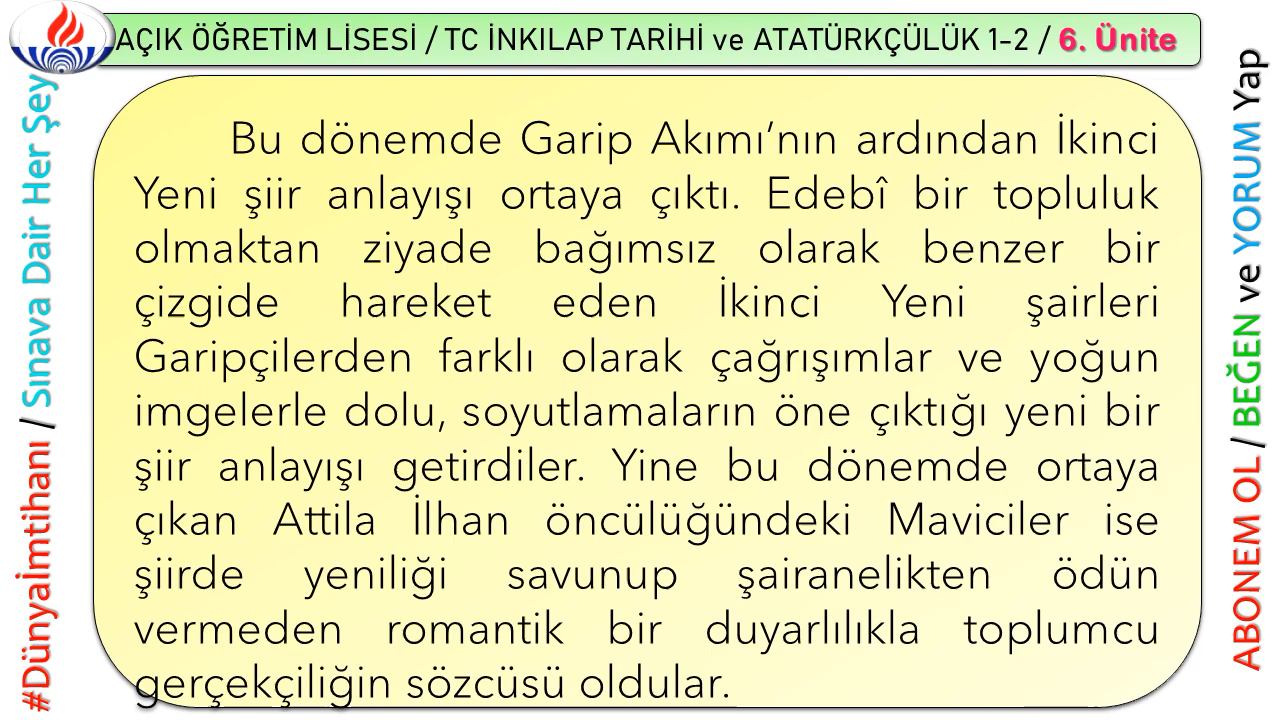 AÇIK ÖĞRETİM LİSESİ / TC İNKILAP TARİHİ ve ATATÜRKÇÜLÜK 1-2 / 6. Ünite
#Dünyaİmtihanı / Sınava Dair Her Şey
Bu dönemde Garip Akımı’nın ardından İkinci
Yeni şiir anlayışı ortaya çıktı. Edebî bir topluluk
olmaktan ziyade bağımsız olarak benzer bir
çizgide hareket eden İkinci Yeni şairleri
Garipçilerden farklı olarak çağrışımlar ve yoğun
imgelerle dolu, soyutlamaların öne çıktığı yeni bir
şiir anlayışı getirdiler. Yine bu dönemde ortaya
çıkan Attila İlhan öncülüğündeki Maviciler ise
şiirde yeniliği savunup şairanelikten ödün
vermeden romantik bir duyarlılıkla toplumcu
gerçekçiliğin sözcüsü oldular.
ABONEM OL / BEĞEN ve YORUM Yap